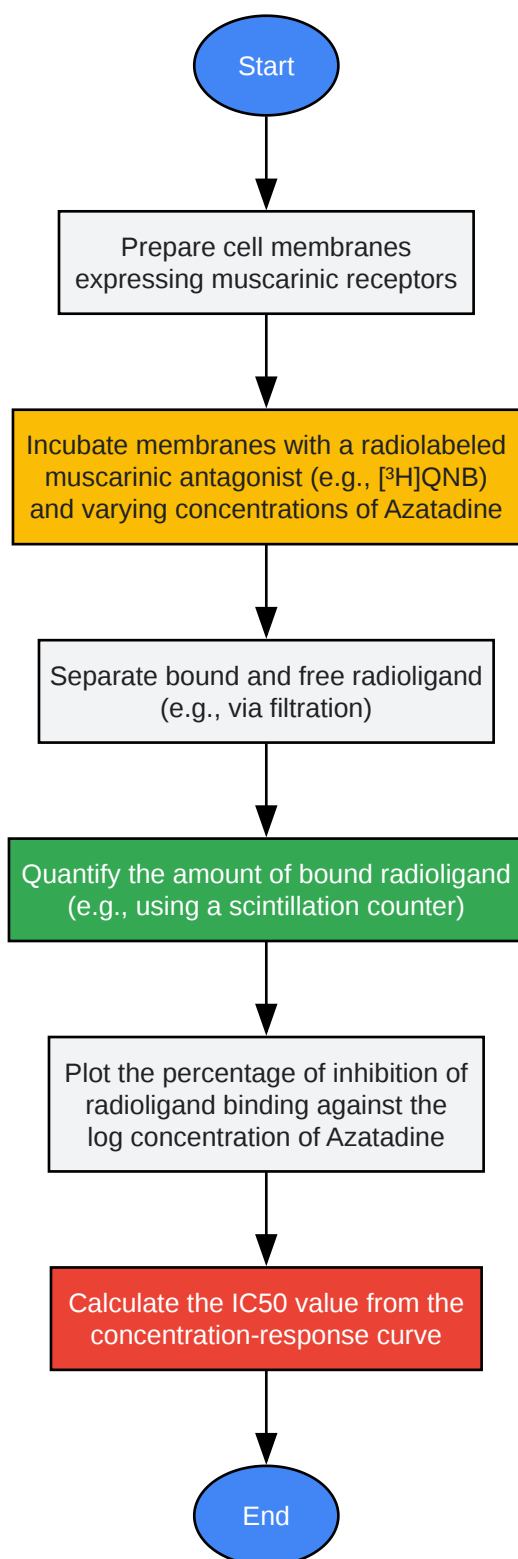 Start
Prepare cell membranes
expressing muscarinic receptors
Incubate membranes with a radiolabeled
muscarinic antagonist (e.g., [³H]QNB)
and varying concentrations of Azatadine
Separate bound and free radioligand
(e.g., via filtration)
Quantify the amount of bound radioligand
(e.g., using a scintillation counter)
Plot the percentage of inhibition of
radioligand binding against the
log concentration of Azatadine
Calculate the IC50 value from the
concentration-response curve
End